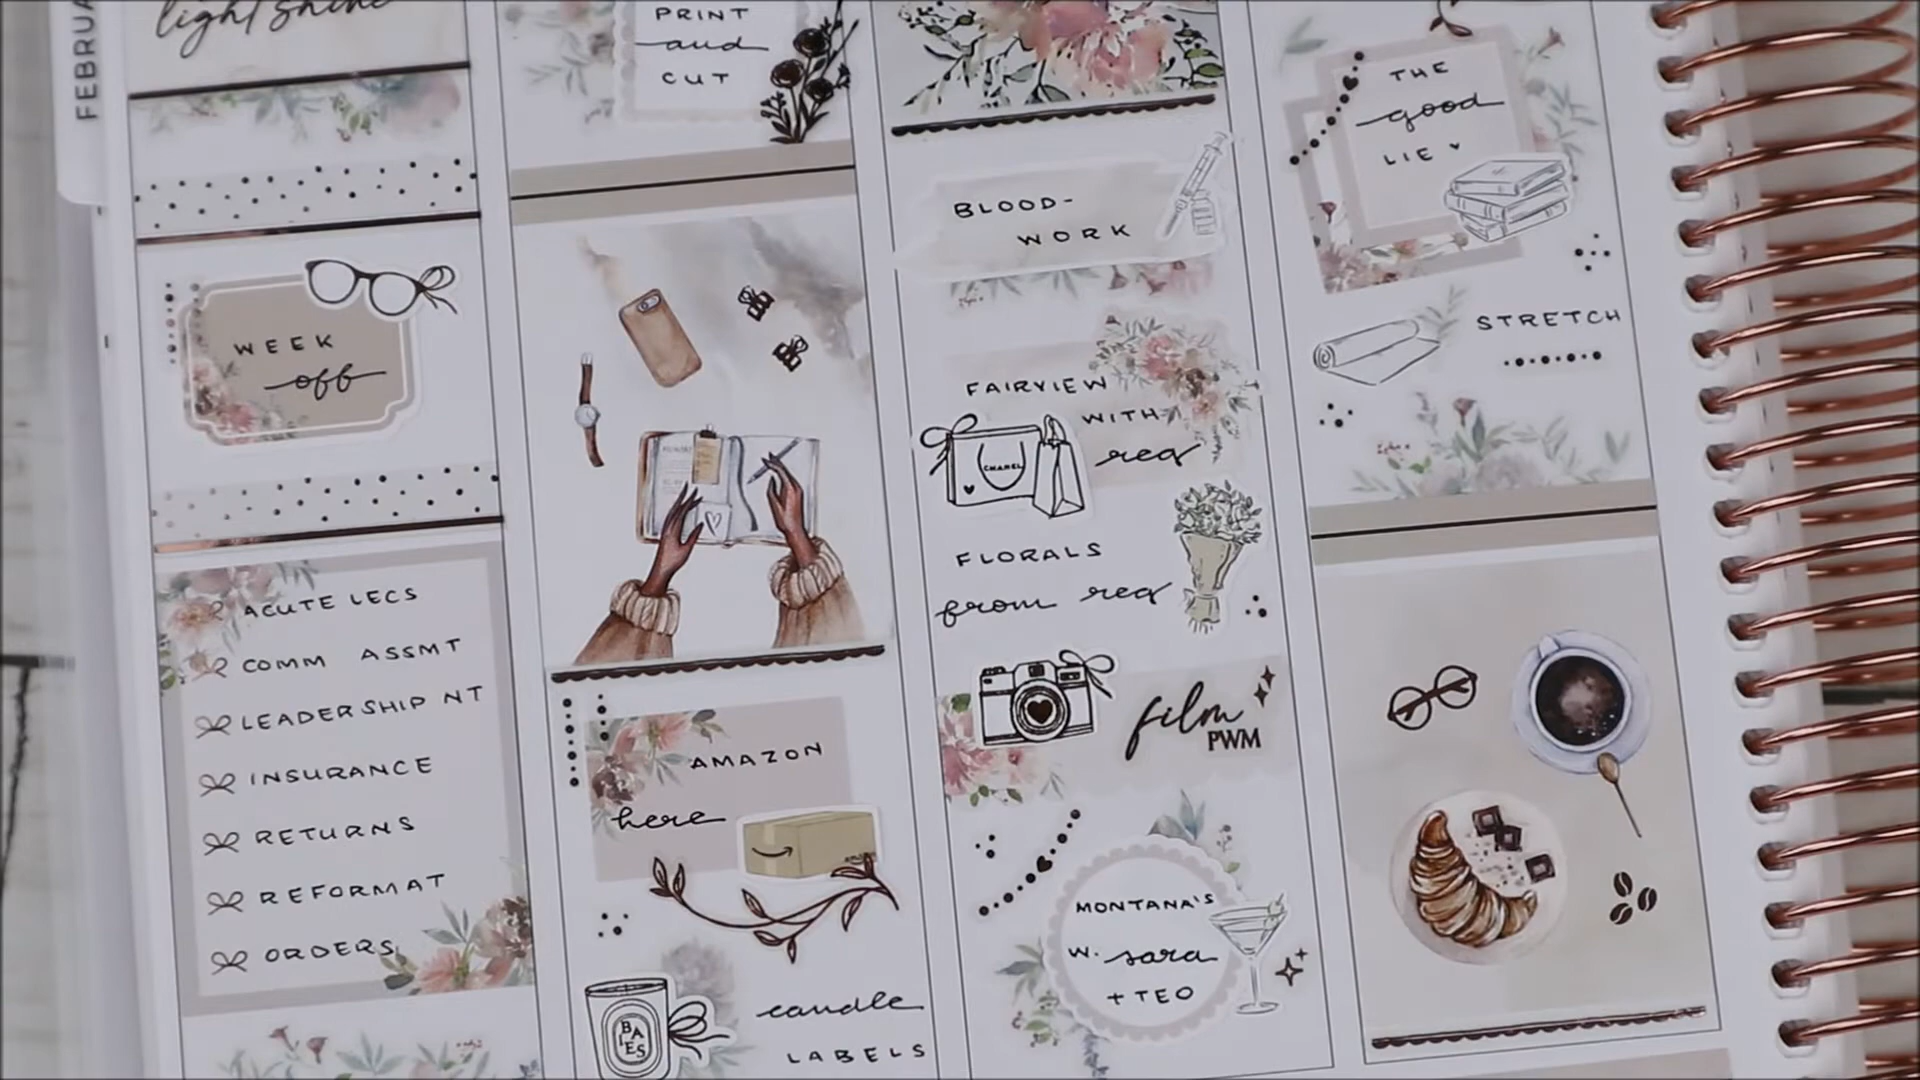 FEBRUA
light shine
WEEK
off
ACUTE LECS
COMM ASSMT
LEADERSHIP NT
INSURANCE
RETURNS
REFORMAT
ORDERS
PRINT
and
CUT
AMAZON
here
BAIES
candle
LABELS
BLOOD-
WORK
FAIRVIEW
WITH
CHANEL
FLORALS
from
film
PWM
MONTANA'S
W. sara
+ TEO
THE
good
LIE
STRETCH